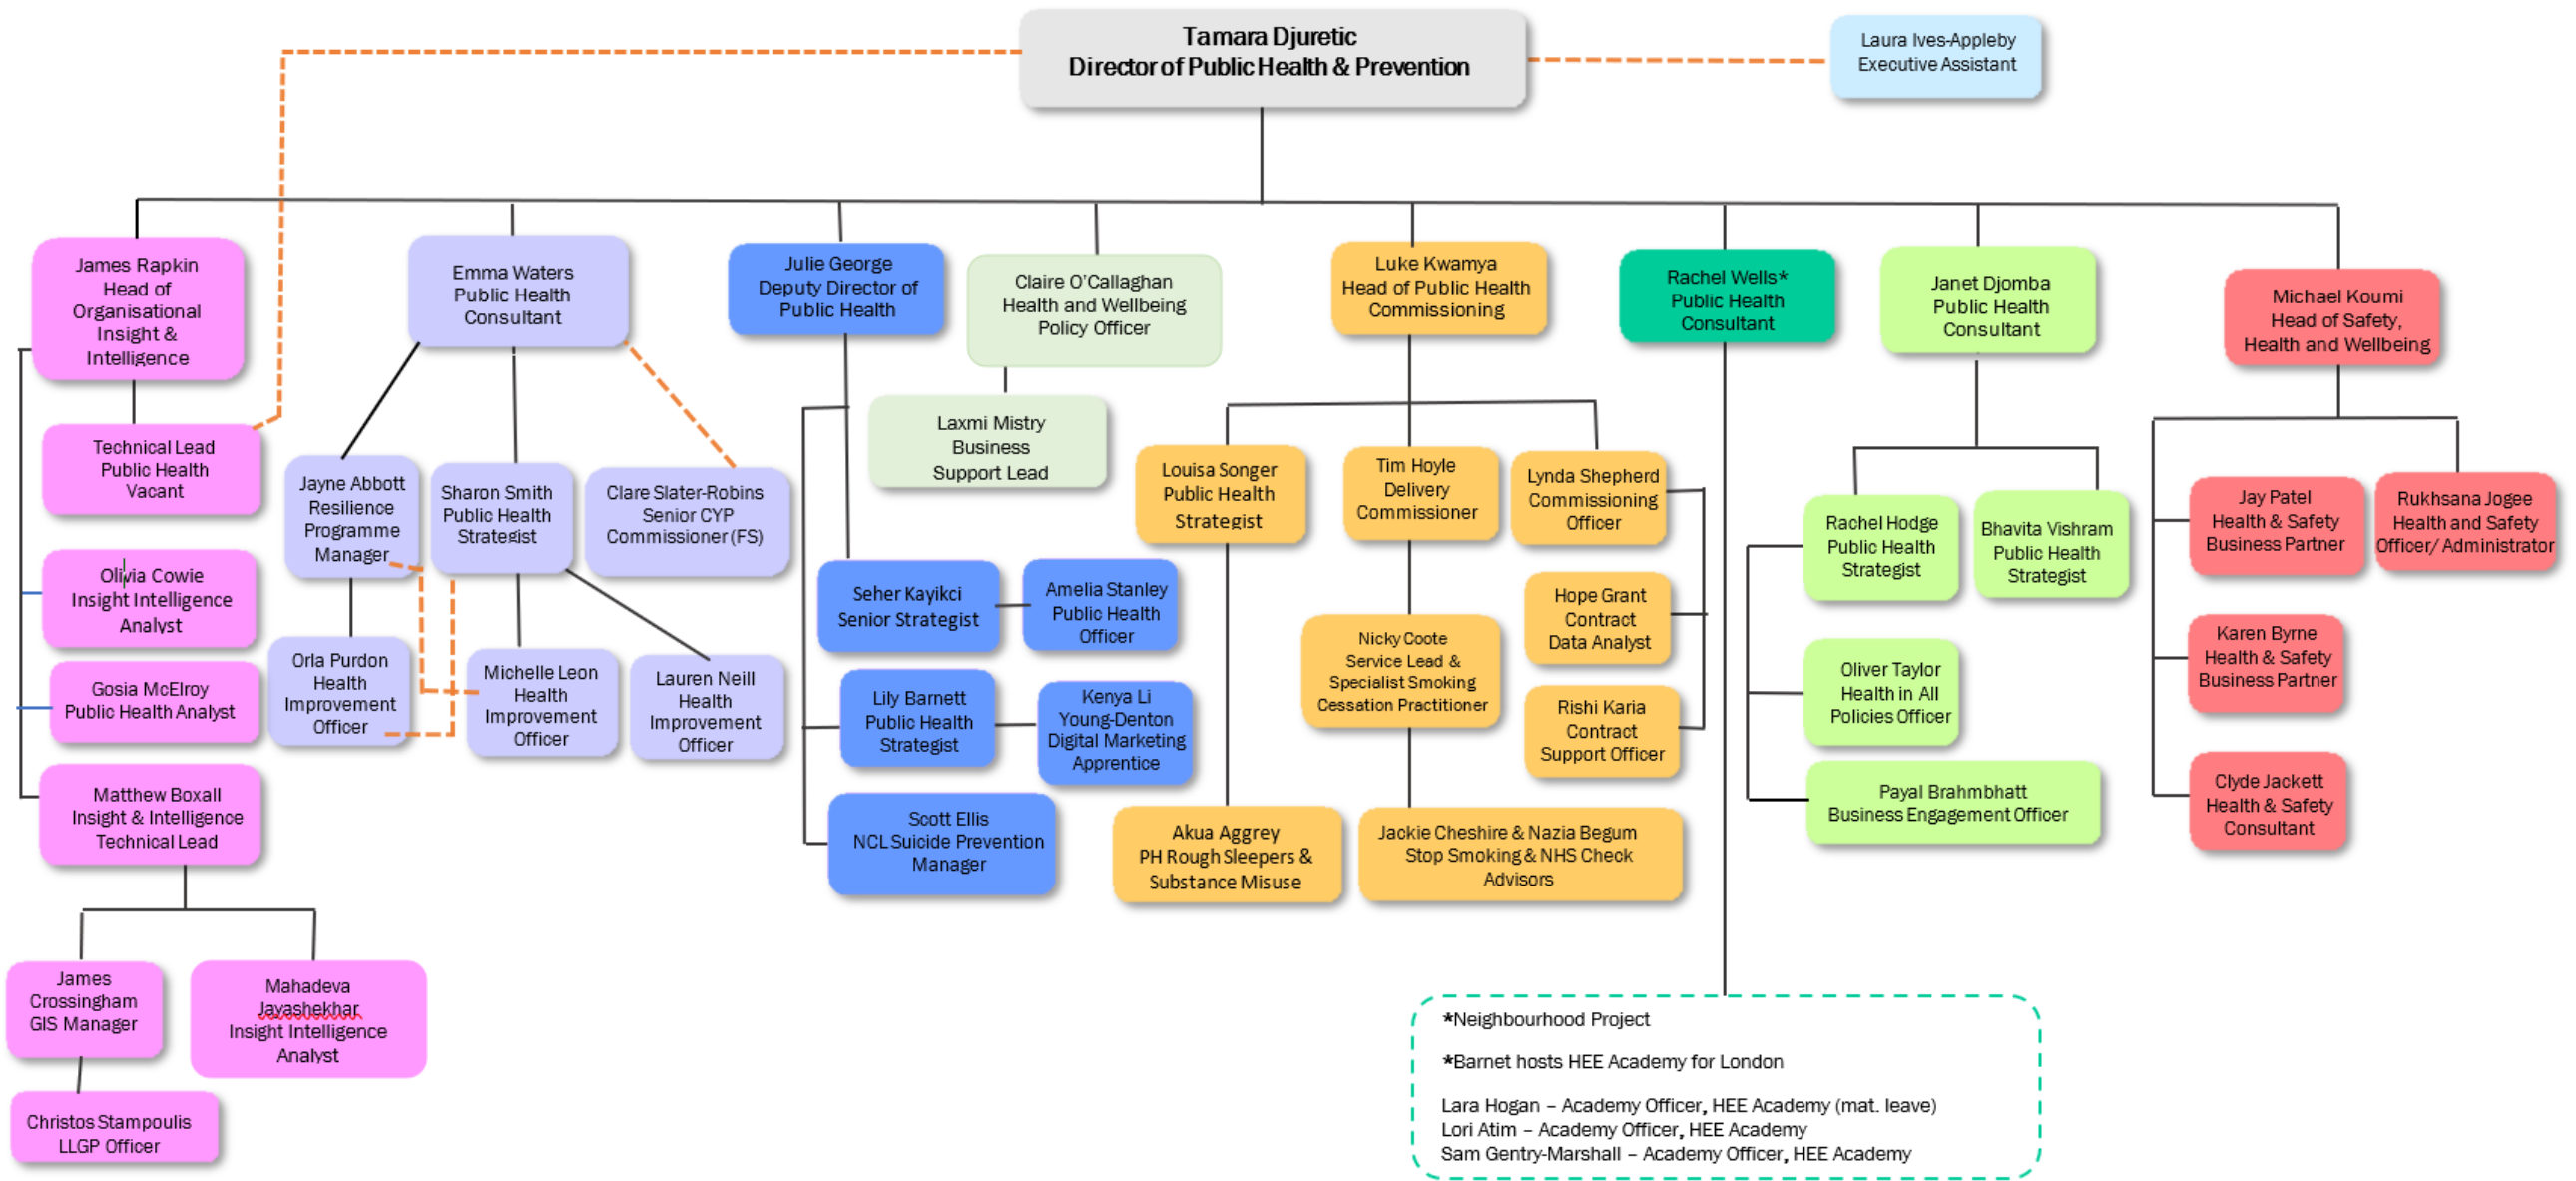 Tamara Djuretic
Director of Public Health & Prevention
Laura Ives-Appleby
Executive Assistant
James Rapkin
Head of
Organisational
Insight &
Intelligence
Emma Waters
Public Health
Consultant
Julie George
Deputy Director of
Public Health
Claire O'Callaghan
Health and Wellbeing
Policy Officer
Luke Kwamya
Head of Public Health
Commissioning
Rachel Wells*
Public Health
Consultant
Janet Djomba
Public Health
Consultant
Michael Koumi
Head of Safety,
Health and Wellbeing
Technical Lead
Public Health
Vacant
Olivia Cowie
Insight Intelligence
Analyst
Gosia McElroy
Public Health Analyst
Matthew Boxall
Insight & Intelligence
Technical Lead
James
Crossingham
GIS Manager
Mahadeva
Jayashekhar
Insight Intelligence
Analyst
Christos Stampoulis
LLGP Officer
Jayne Abbott
Resilience
Programme
Manager
Sharon Smith
Public Health
Strategist
Clare Slater-Robins
Senior CYP
Commissioner (FS)
Orla Purdon
Health
Improvement
Officer
Michelle Leon
Health
Improvement
Officer
Lauren Neill
Health
Improvement
Officer
Laxmi Mistry
Business
Support Lead
Seher Kayikci
Senior Strategist
Amelia Stanley
Public Health
Officer
Lily Barnett
Public Health
Strategist
Kenya Li
Young-Denton
Digital Marketing
Apprentice
Scott Ellis
NCL Suicide Prevention
Manager
Louisa Songer
Public Health
Strategist
Tim Hoyle
Delivery
Commissioner
Lynda Shepherd
Commissioning
Officer
Hope Grant
Contract
Data Analyst
Nicky Coote
Service Lead &
Specialist Smoking
Cessation Practitioner
Rishi Karia
Contract
Support Officer
Akua Aggrey
PH Rough Sleepers &
Substance Misuse
Jackie Cheshire & Nazia Begum
Stop Smoking & NHS Check
Advisors
Rachel Hodge
Public Health
Strategist
Bhavita Vishram
Public Health
Strategist
Oliver Taylor
Health in All
Policies Officer
Payal Brahmbhatt
Business Engagement Officer
Jay Patel
Health & Safety
Business Partner
Rukhsana Jogee
Health and Safety
Officer/ Administrator
Karen Byrne
Health & Safety
Business Partner
Clyde Jackett
Health & Safety
Consultant
*Neighbourhood Project
*Barnet hosts HEE Academy for London
Lara Hogan – Academy Officer, HEE Academy (mat. leave)
Lori Atim – Academy Officer, HEE Academy
Sam Gentry-Marshall – Academy Officer, HEE Academy